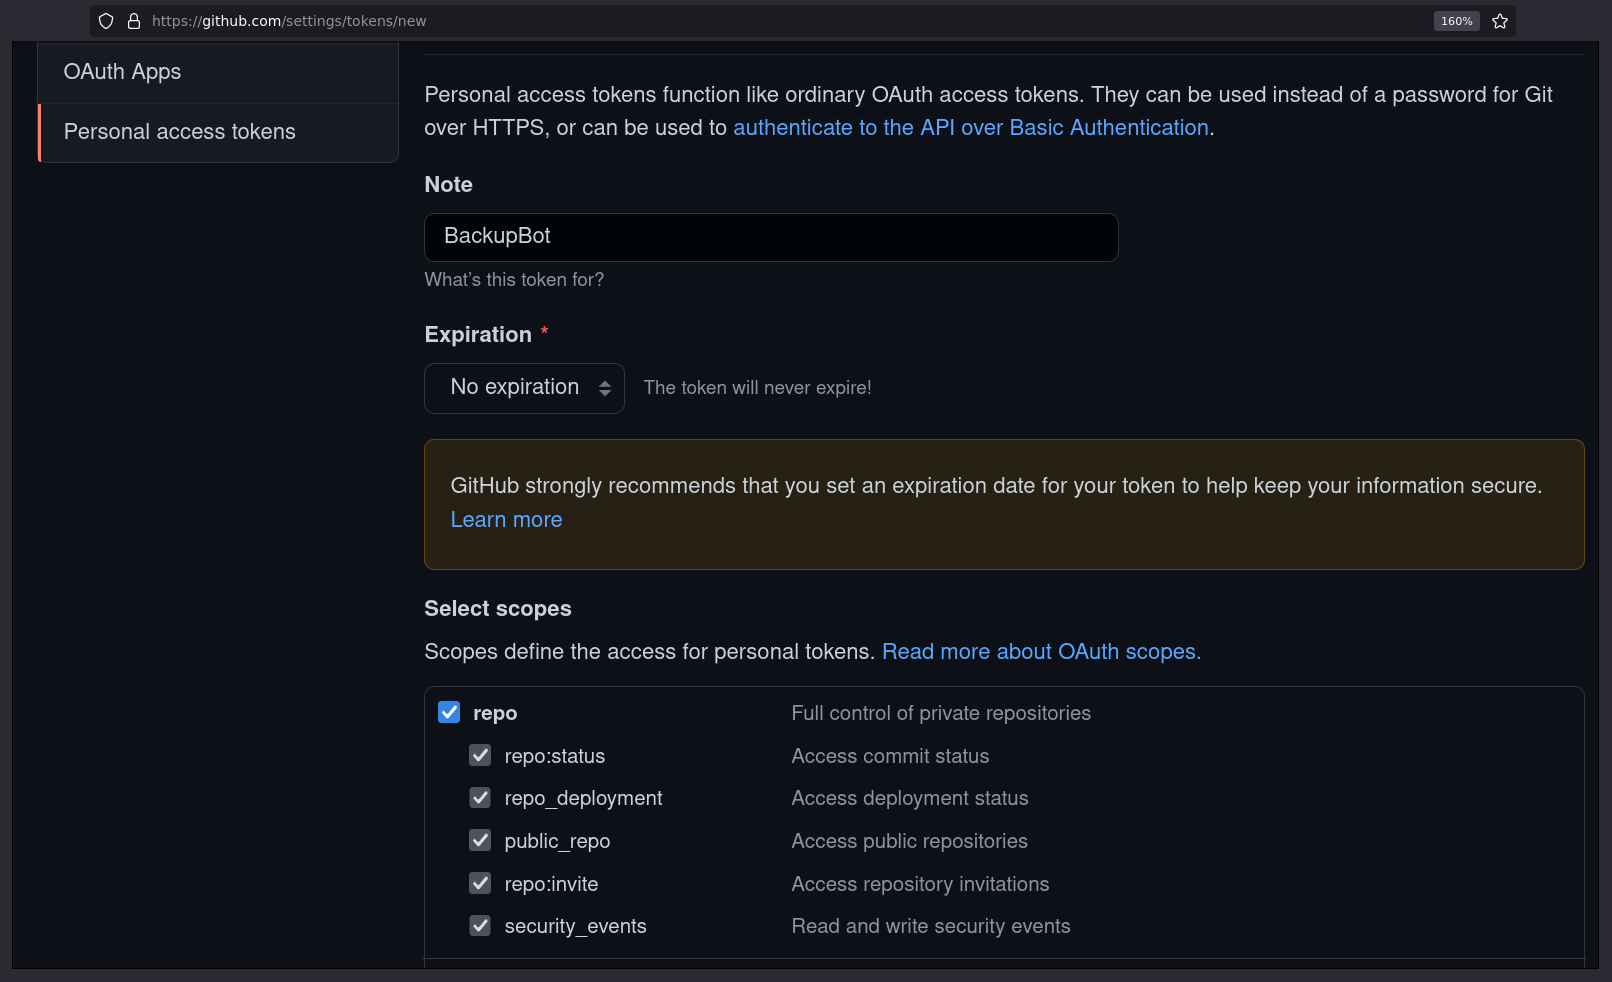 https://github.com/settings/tokens/new
160%
OAuth Apps
Personal access tokens
Personal access tokens function like ordinary OAuth access tokens. They can be used instead of a password for Git
over HTTPS, or can be used to authenticate to the API over Basic Authentication.
Note
BackupBot
What's this token for?
Expiration *
No expiration
The token will never expire!
GitHub strongly recommends that you set an expiration date for your token to help keep your information secure.
Learn more
Select scopes
Scopes define the access for personal tokens. Read more about OAuth scopes.
repo Full control of private repositories
repo:status Access commit status
repo_deployment Access deployment status
public_repo Access public repositories
repo:invite Access repository invitations
security_events Read and write security events